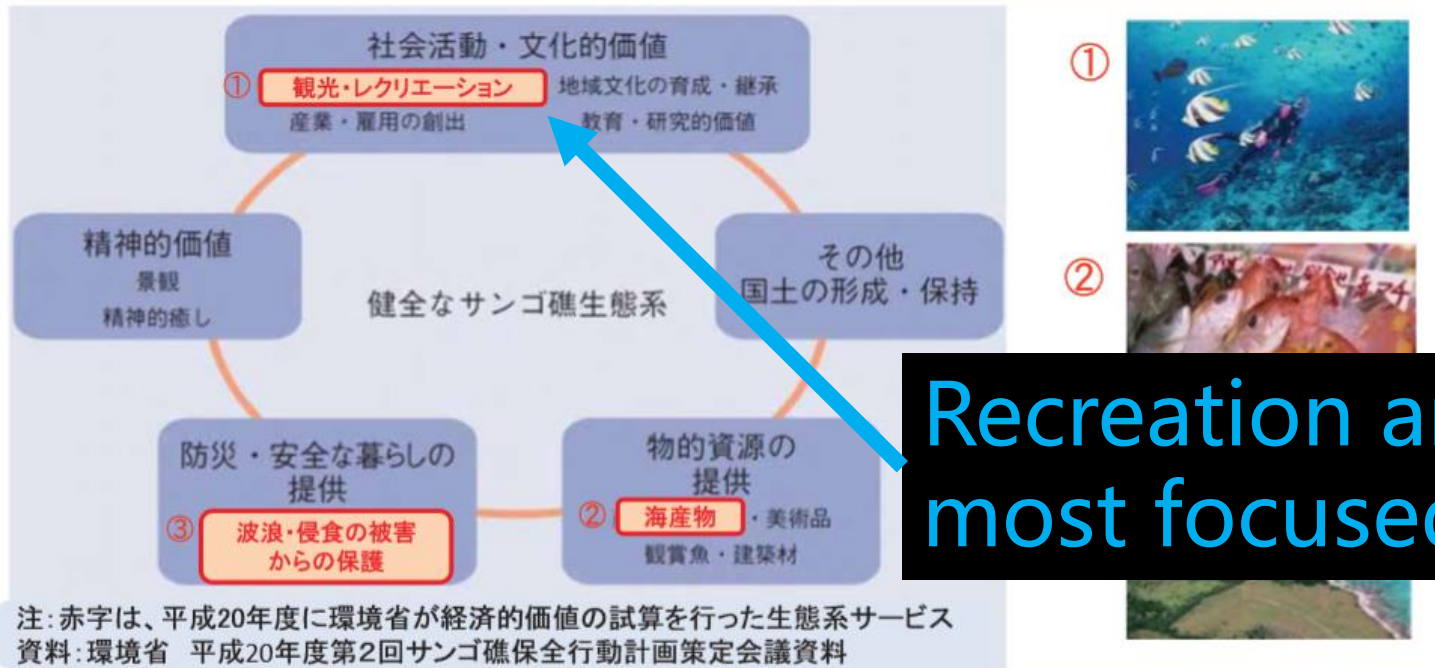 社会活動・文化的価値
① 観光・レクリエーション 地域文化の育成・継承
産業・雇用の創出 教育・研究的価値
①
精神的価値
景観
精神的癒し
健全なサンゴ礁生態系
その他
国土の形成・保持
②
防災・安全な暮らしの
提供
③ 波浪・侵食の被害
からの保護
物的資源の
提供
② 海産物 ・美術品
観賞魚・建築材
Recreation
most
注:赤字は、平成20年度に環境省が経済的価値の試算を行った生態系サービス
資料:環境省 平成20年度第2回サンゴ礁保全行動計画策定会議資料